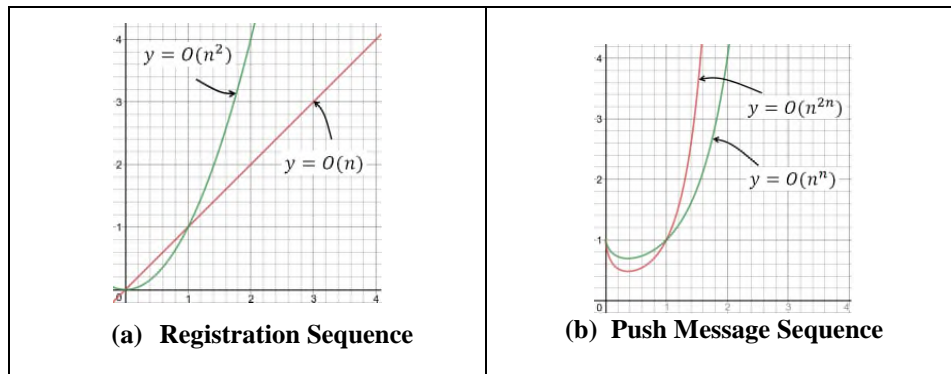 4
y = O(n²)
3
y = O(n)
2
1
0 1 2 3 4
(a) Registration Sequence
4
y = O(n²ⁿ)
3
y = O(nⁿ)
2
1
0 1 2 3 4
(b) Push Message Sequence